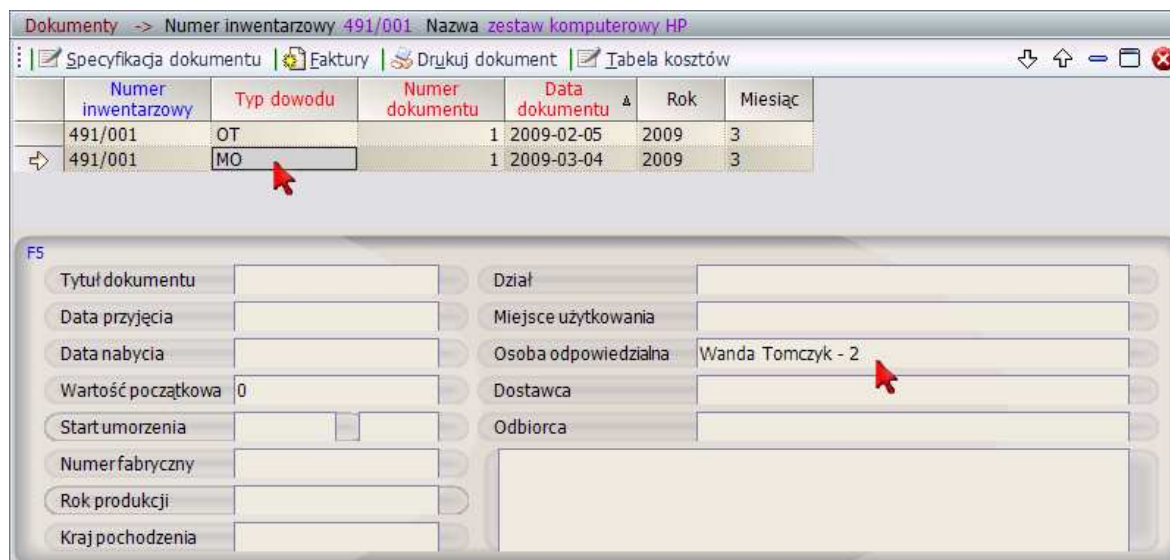 Dokumenty -> Numer inwentarzowy 491/001 Nazwa zestaw komputerowy HP
Specyfikacja dokumentu Faktury Drukuj dokument Tabela kosztów
Numer inwentarzowy Typ dowodu Numer dokumentu Data dokumentu Rok Miesiąc
491/001 OT 1 2009-02-05 2009 3
491/001 MO 1 2009-03-04 2009 3
F5
Tytuł dokumentu Dział
Data przyjęcia Miejsce użytkowania
Data nabycia Osoba odpowiedzialna Wanda Tomczyk - 2
Wartość początkowa 0 Dostawca
Start umorzenia Odbiorca
Numer fabryczny
Rok produkcji
Kraj pochodzenia